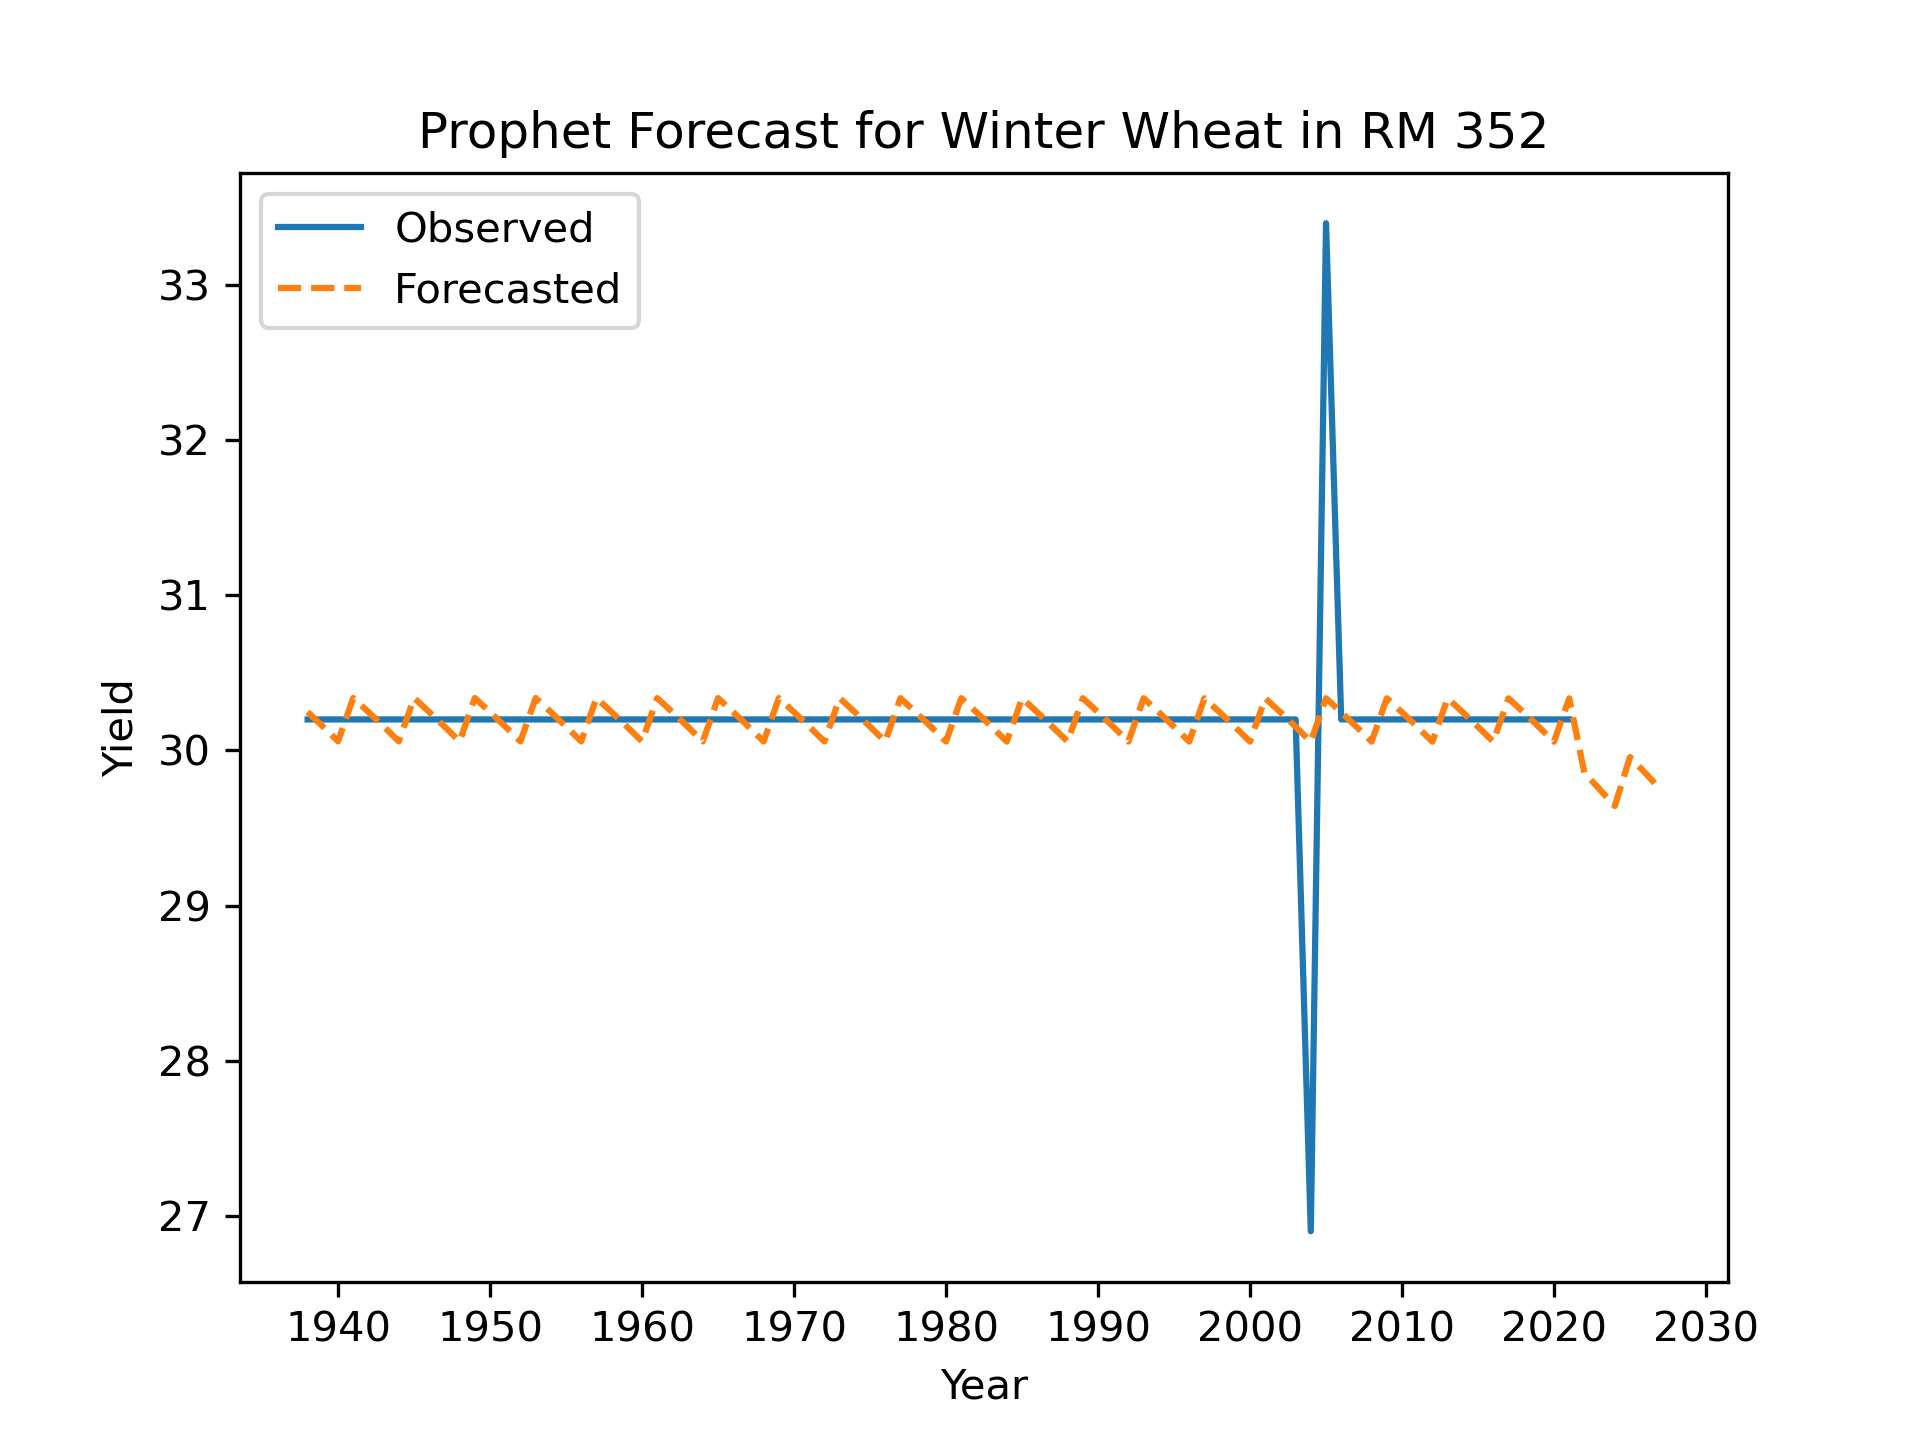 Prophet Forecast for Winter Wheat in RM 352
Observed
Forecasted
33
32
31
30
29
28
27
Yield
1940 1950 1960 1970 1980 1990 2000 2010 2020 2030
Year